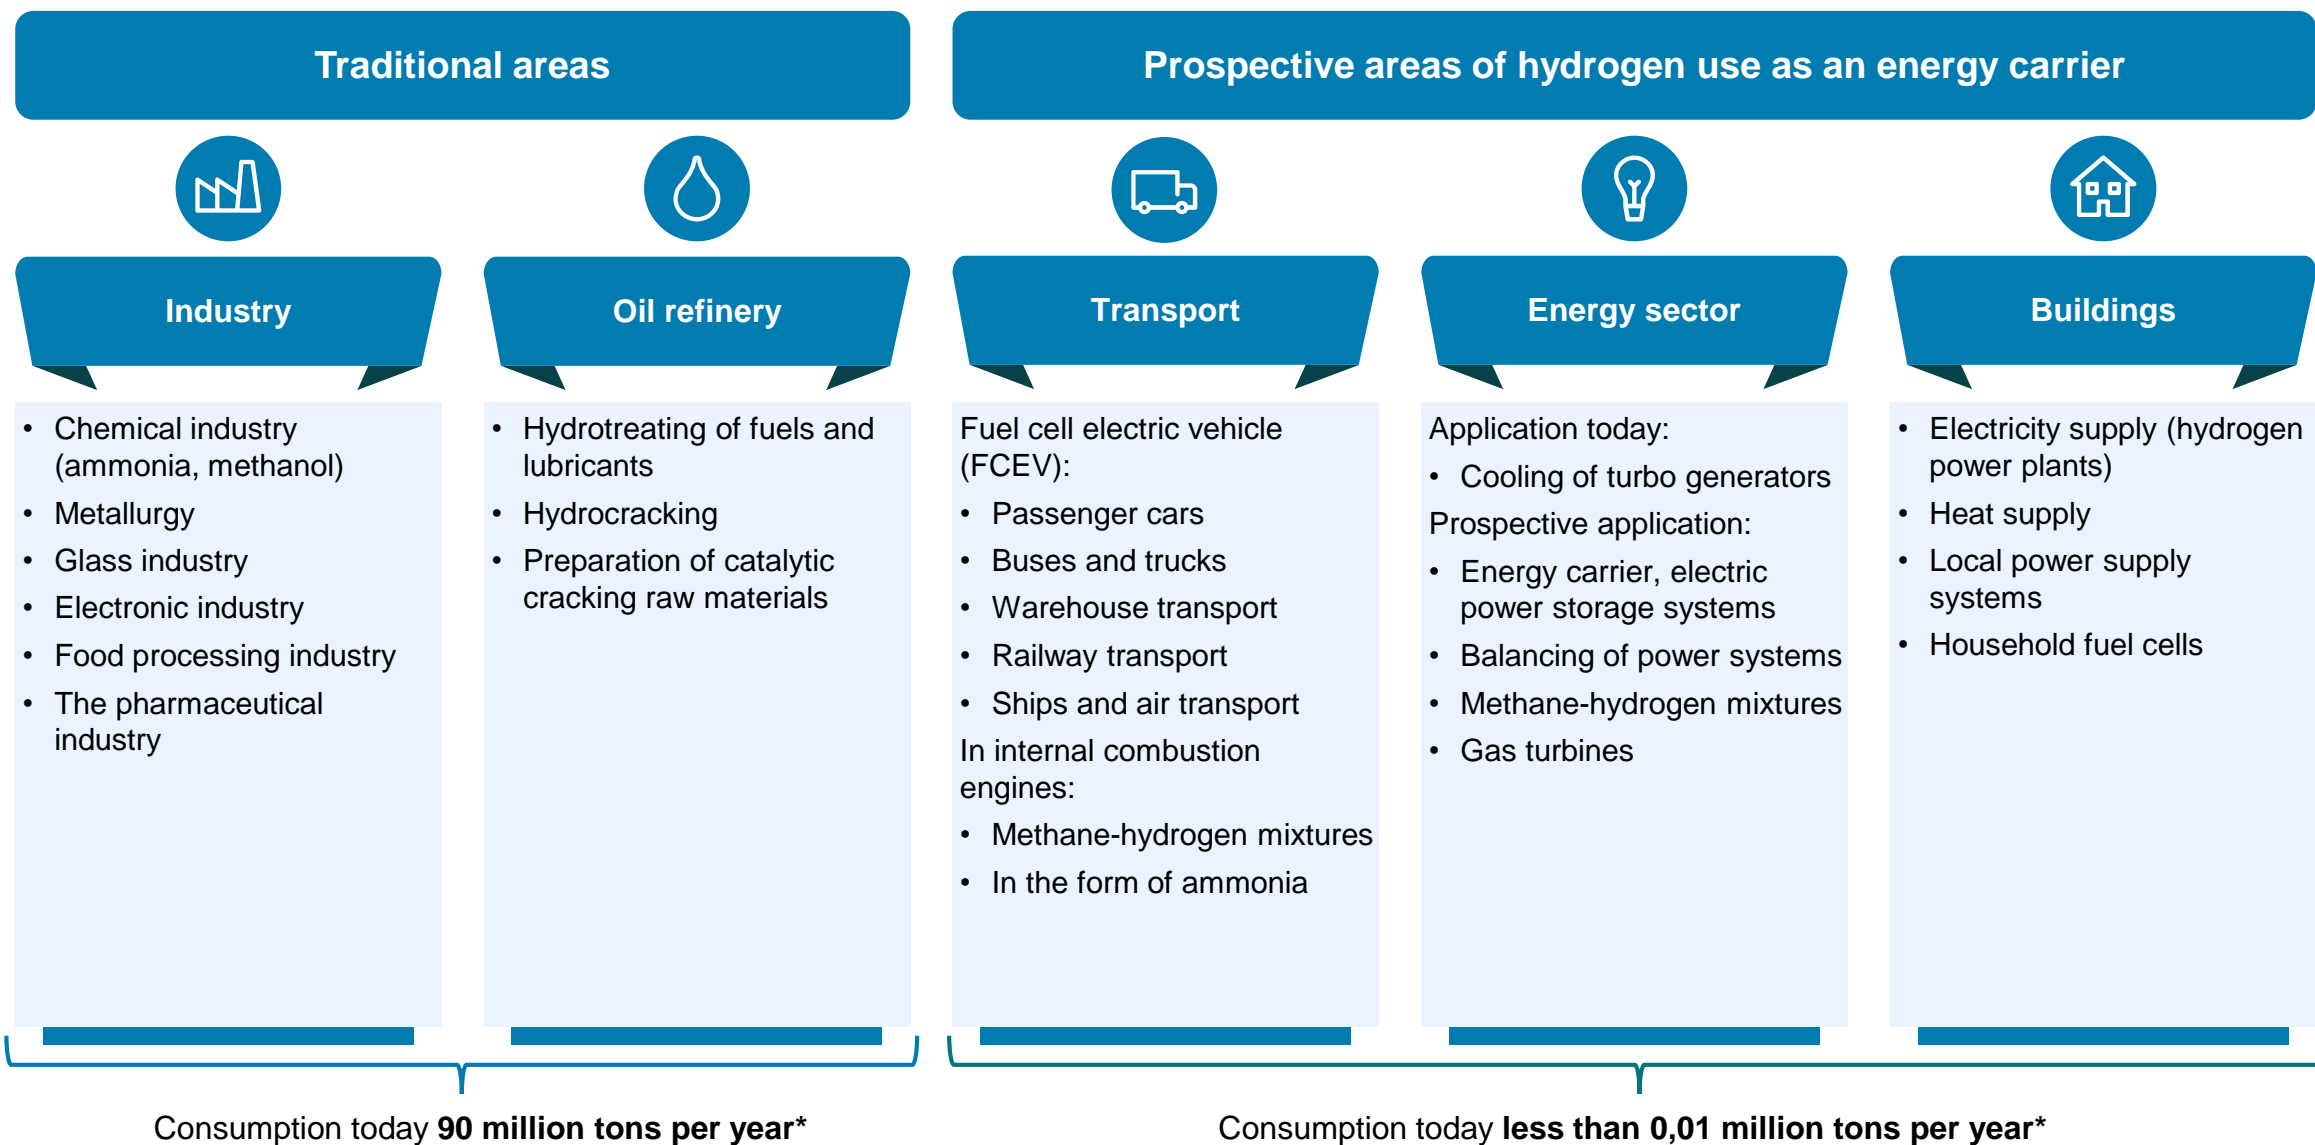 Traditional areas
Prospective areas of hydrogen use as an energy carrier
Industry
• Chemical industry
(ammonia, methanol)
• Metallurgy
• Glass industry
• Electronic industry
• Food processing industry
• The pharmaceutical
industry
Oil refinery
• Hydrotreating of fuels and
lubricants
• Hydrocracking
• Preparation of catalytic
cracking raw materials
Transport
Fuel cell electric vehicle
(FCEV):
• Passenger cars
• Buses and trucks
• Warehouse transport
• Railway transport
• Ships and air transport
In internal combustion
engines:
• Methane-hydrogen mixtures
• In the form of ammonia
Energy sector
Application today:
• Cooling of turbo generators
Prospective application:
• Energy carrier, electric
power storage systems
• Balancing of power systems
• Methane-hydrogen mixtures
• Gas turbines
Buildings
• Electricity supply (hydrogen
power plants)
• Heat supply
• Local power supply
systems
• Household fuel cells
Consumption today 90 million tons per year*
Consumption today less than 0,01 million tons per year*